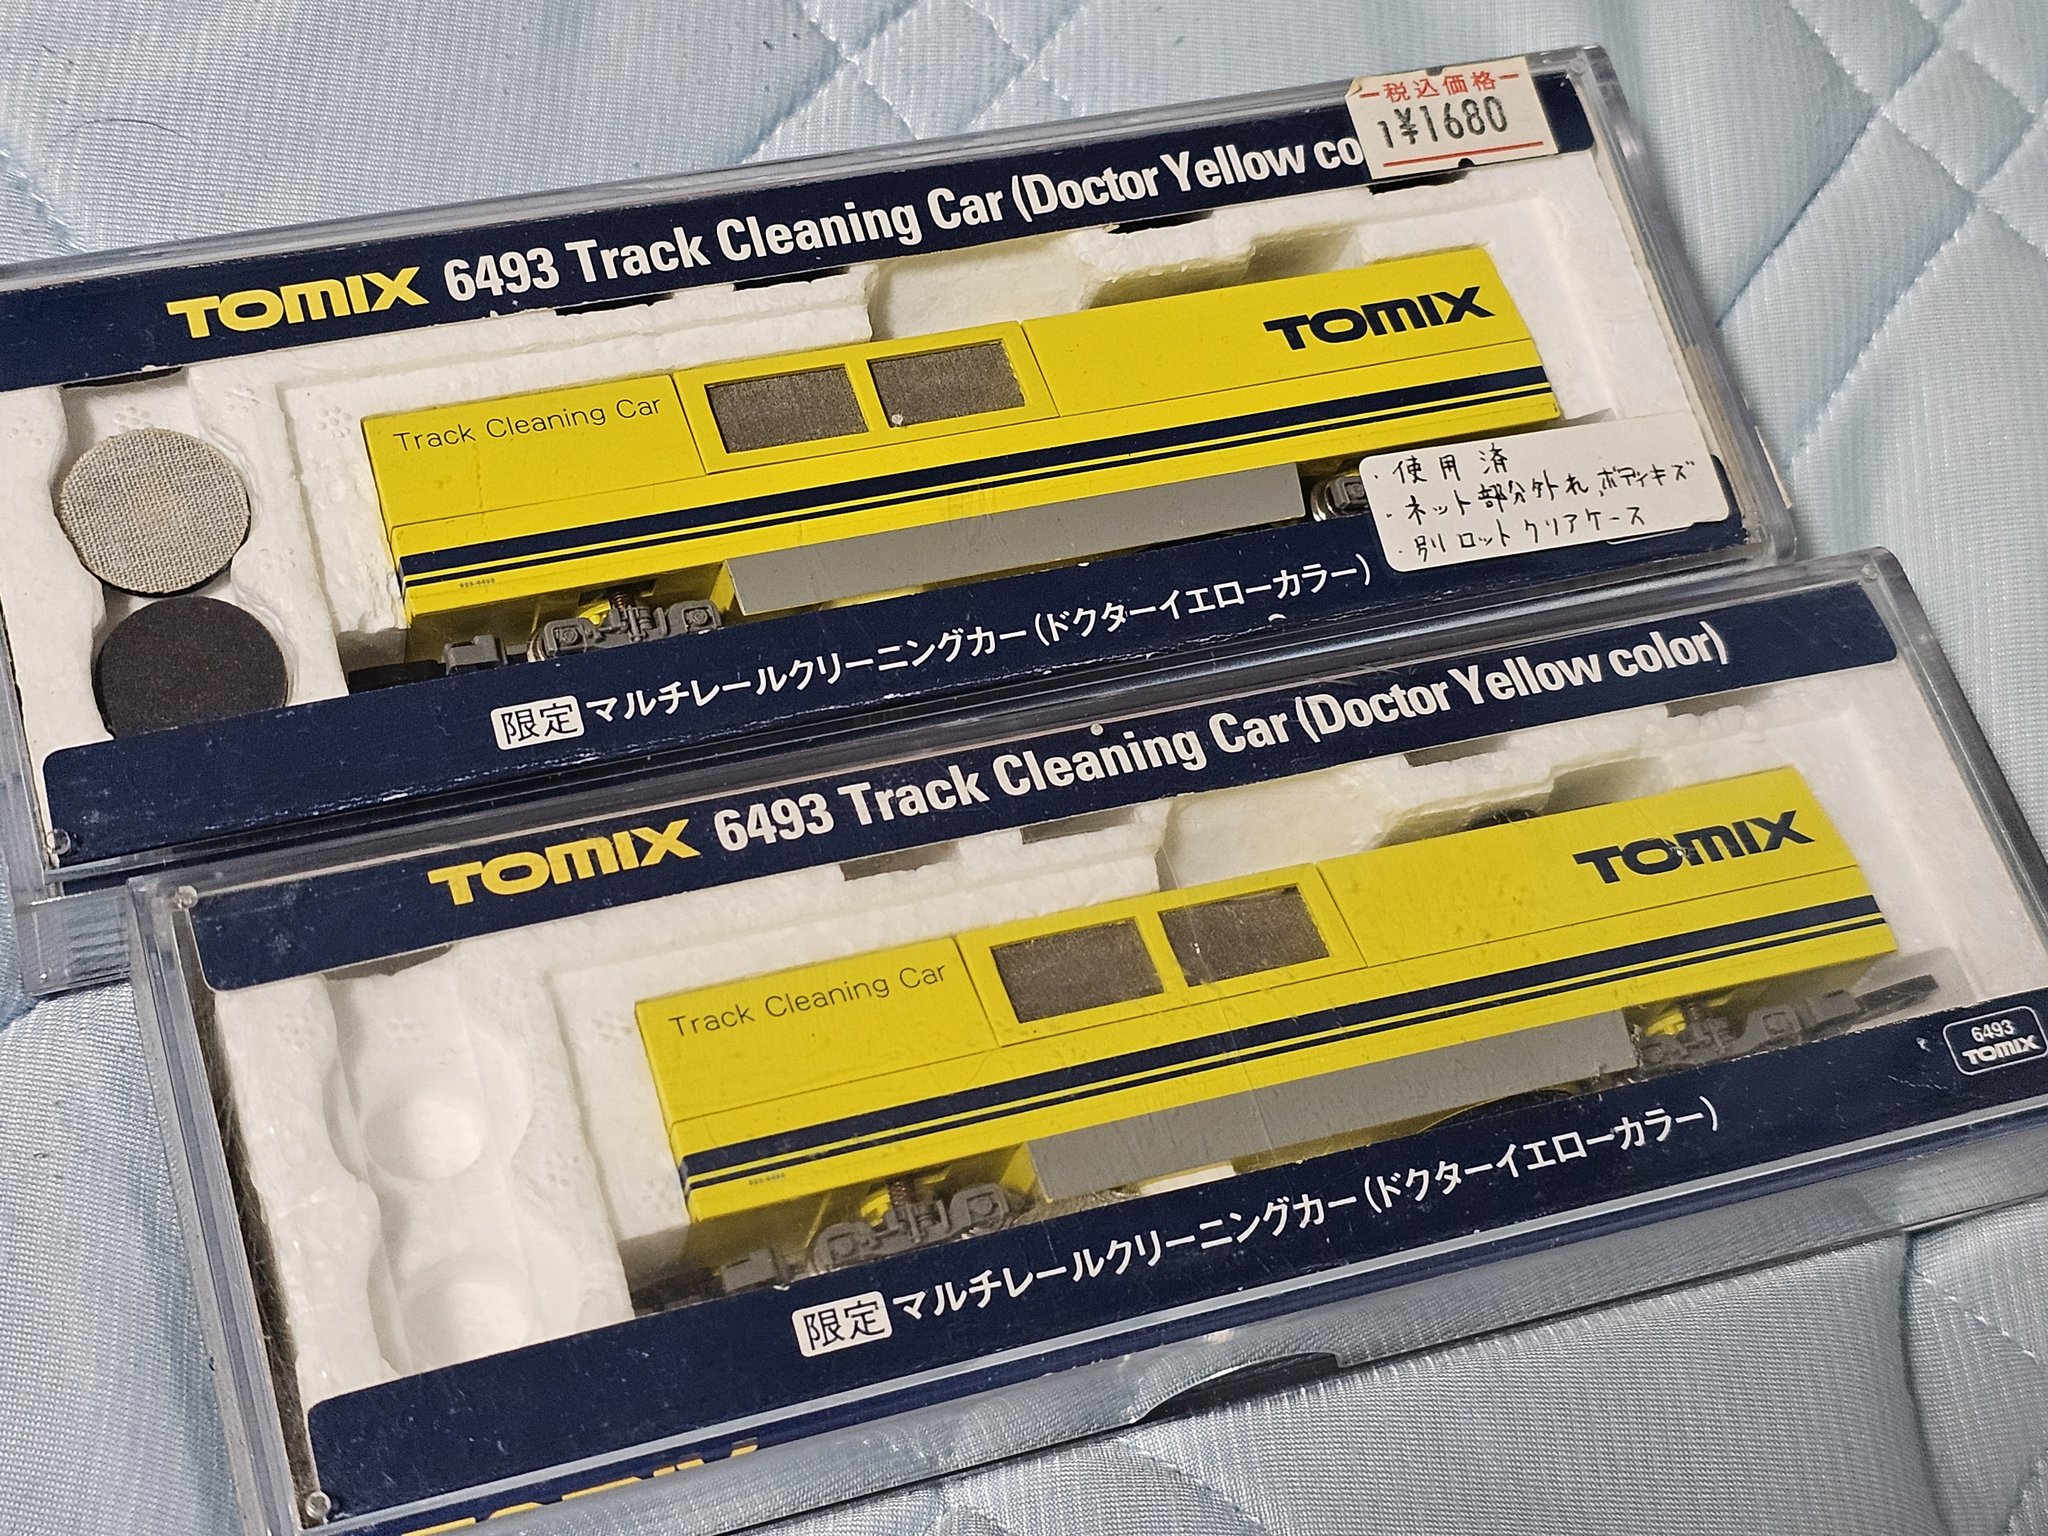 税込価格
1¥1680
TOMIX 6493 Track Cleaning Car (Doctor Yellow co
TOMIX
Track Cleaning Car
・使用済
・ネット部分外れ、ボディキズ
・別ロットクリアケース
923-6493
限定 マルチレールクリーニングカー(ドクターイエローカラー)
TOMIX 6493 Track Cleaning Car (Doctor Yellow color)
TOMIX
Track Cleaning Car
6493
TOMIX
923-6493
限定 マルチレールクリーニングカー(ドクターイエローカラー)